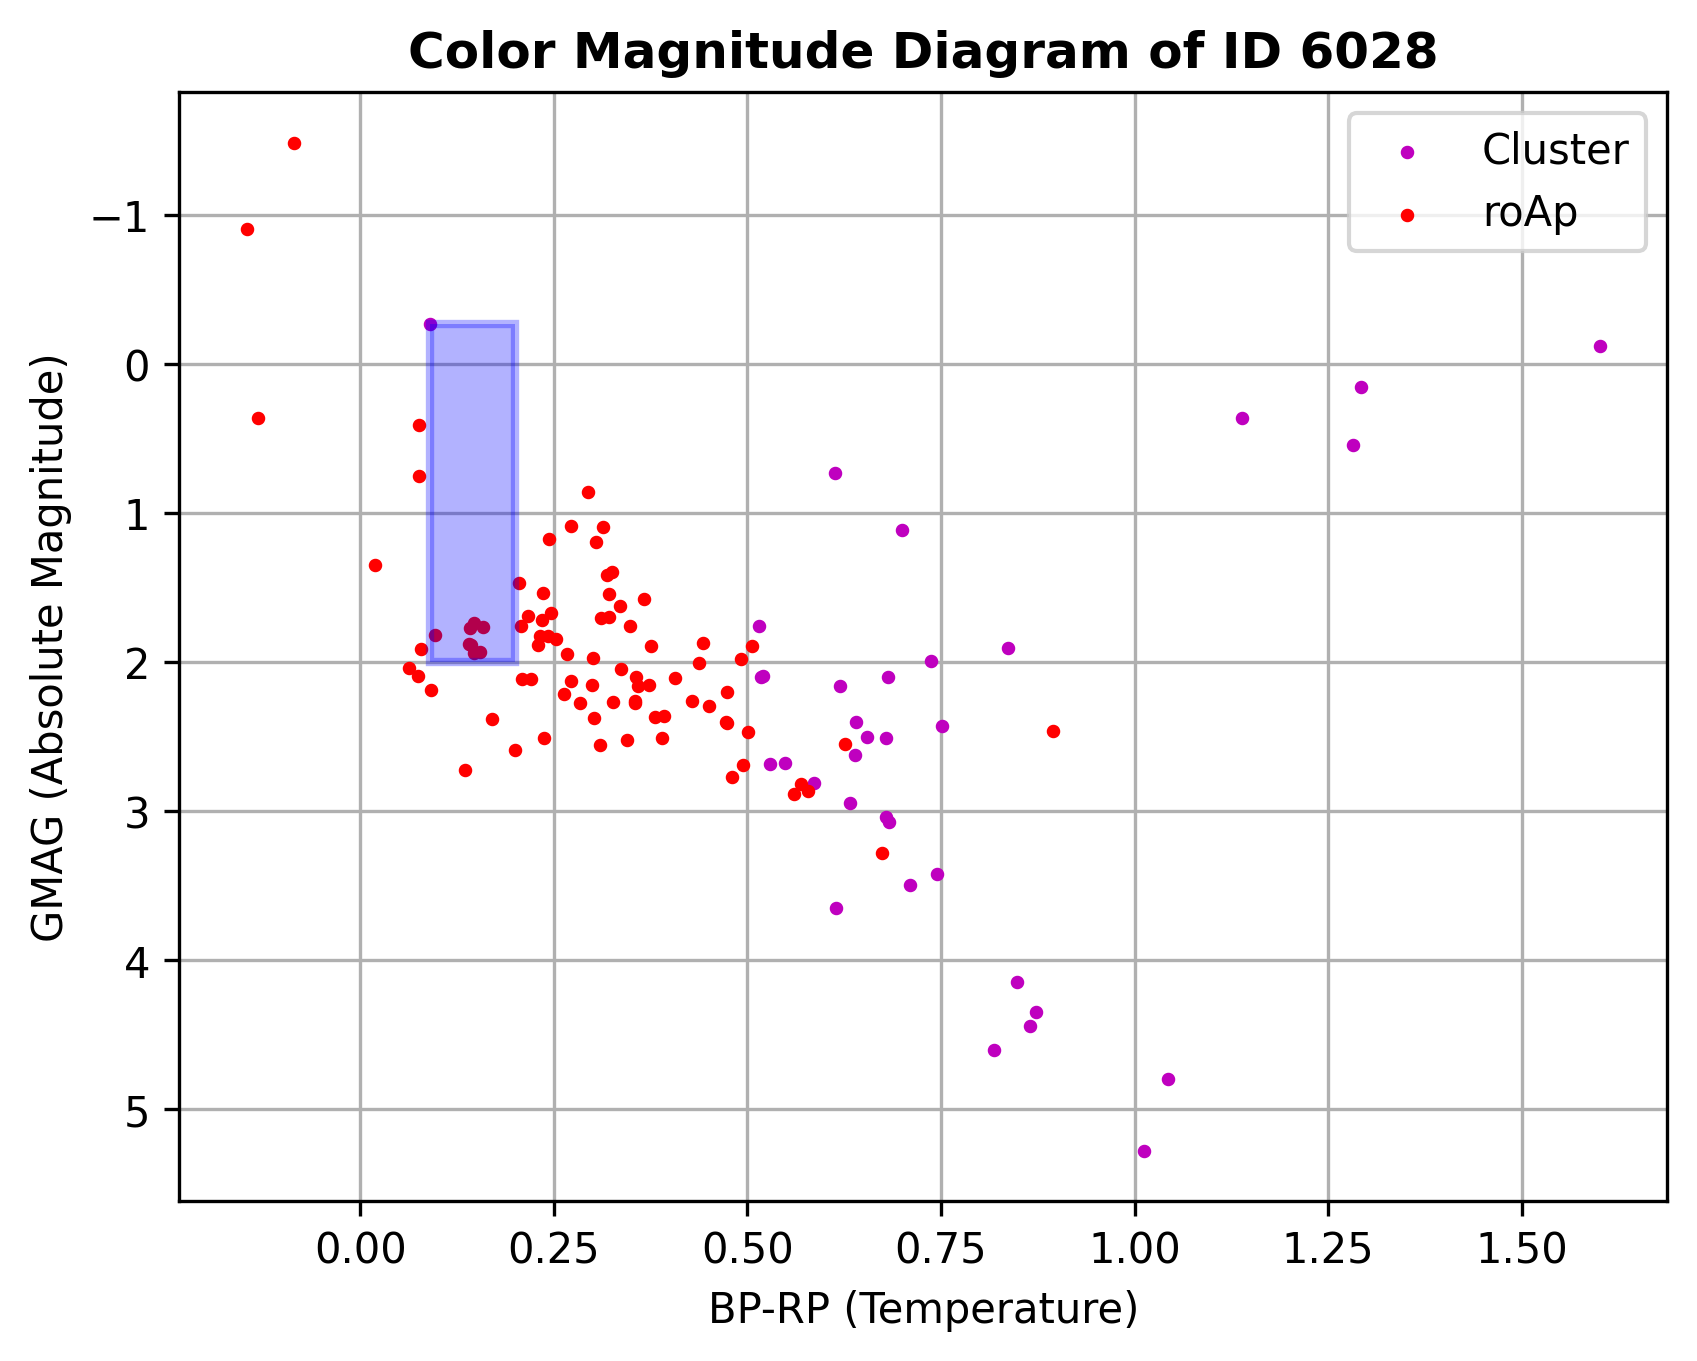 Color Magnitude Diagram of ID 6028
Cluster
roAp
GMAG (Absolute Magnitude)
−1
0
1
2
3
4
5
0.00 0.25 0.50 0.75 1.00 1.25 1.50
BP-RP (Temperature)